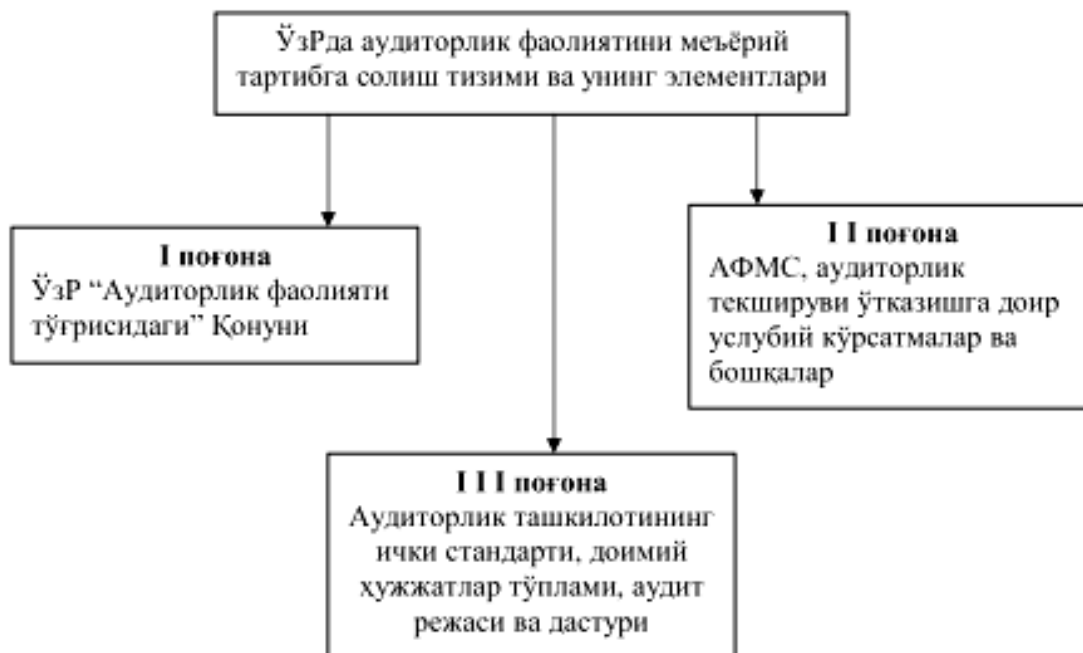 ЎзРда аудиторлик фаолиятини меъёрий
тартибга солиш тизими ва унинг элементлари
I поғона
ЎзР “Аудиторлик фаолияти
тўғрисидаги” Қонуни
I I поғона
АФМС, аудиторлик
текшируви ўтказишга доир
услубий кўрсатмалар ва
бошқалар
I I I поғона
Аудиторлик ташкилотининг
ички стандарти, доимий
ҳужжатлар тўплами, аудит
режаси ва дастури